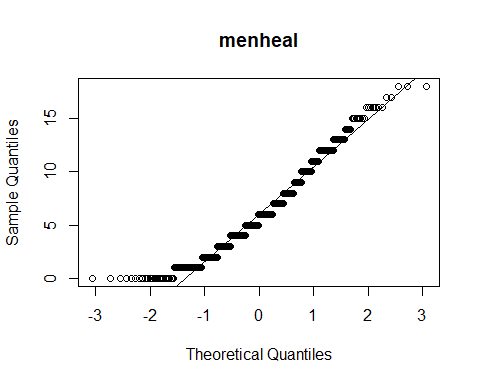 menheal
Sample Quantiles
15
10
5
0
-3 -2 -1 0 1 2 3
Theoretical Quantiles